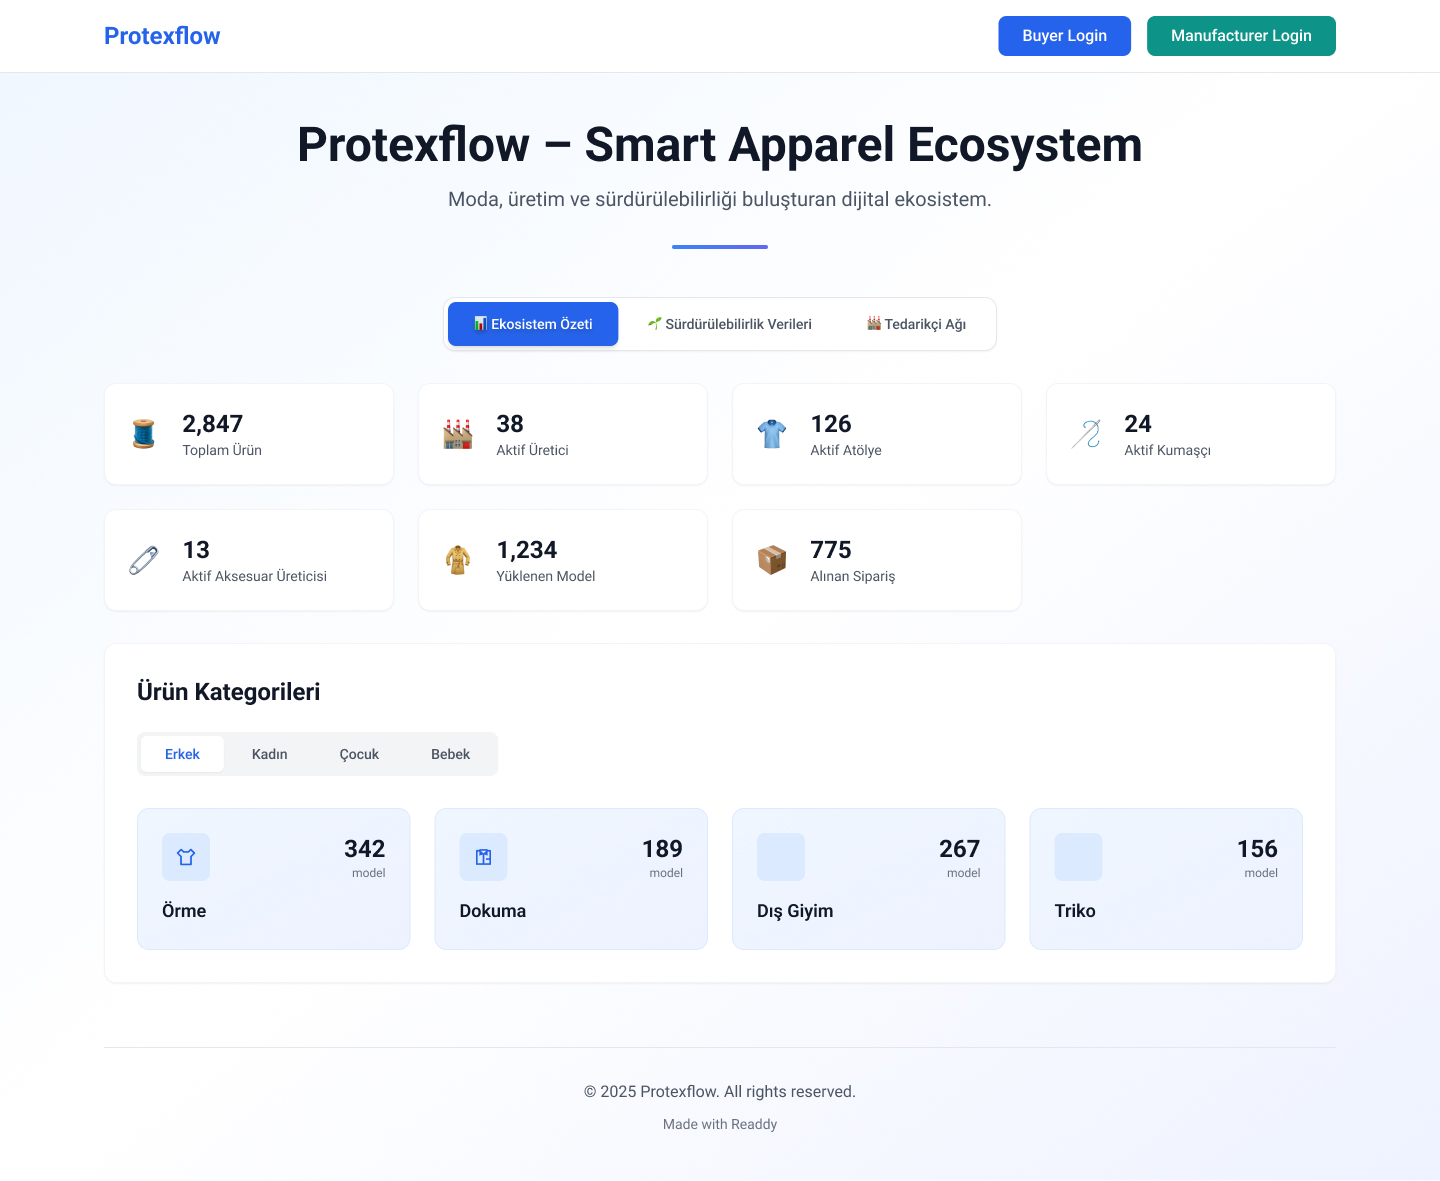 Protexflow
Buyer Login
Manufacturer Login
Protexflow – Smart Apparel Ecosystem
Moda, üretim ve sürdürülebilirliği buluşturan dijital ekosistem.
📊 Ekosistem Özeti
🌱 Sürdürülebilirlik Verileri
🏭 Tedarikçi Ağı
2,847
Toplam Ürün
38
Aktif Üretici
126
Aktif Atölye
24
Aktif Kumaşçı
13
Aktif Aksesuar Üreticisi
1,234
Yüklenen Model
775
Alınan Sipariş
Ürün Kategorileri
Erkek
Kadın
Çocuk
Bebek
342
model
Örme
189
model
Dokuma
267
model
Dış Giyim
156
model
Triko
© 2025 Protexflow. All rights reserved.
Made with Readdy